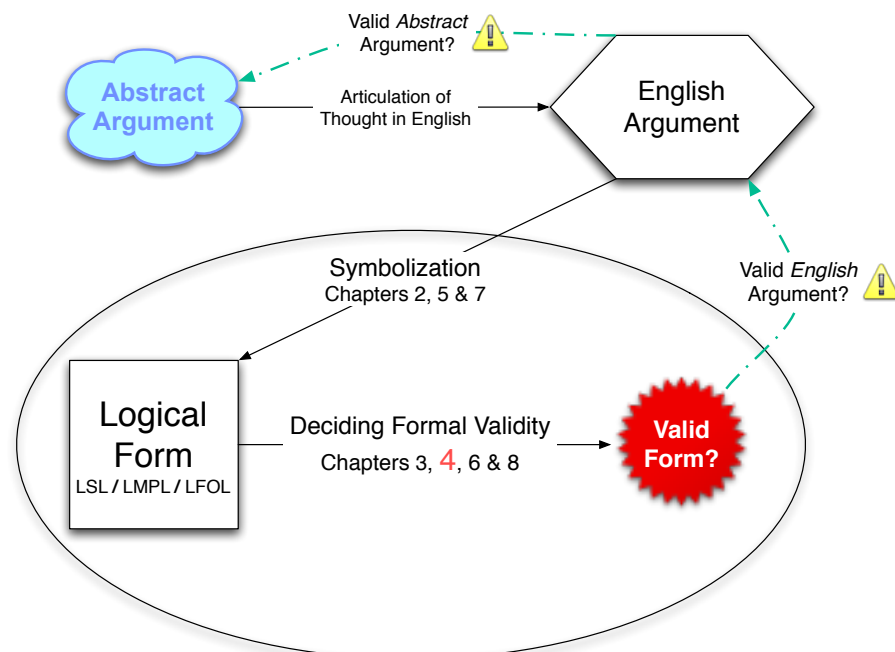 Valid Abstract
Argument?
Abstract
Argument
Articulation of
Thought in English
English
Argument
Symbolization
Chapters 2, 5 & 7
Valid English
Argument?
Logical
Form
LSL / LMPL / LFOL
Deciding Formal Validity
Chapters 3, 4, 6 & 8
Valid
Form?